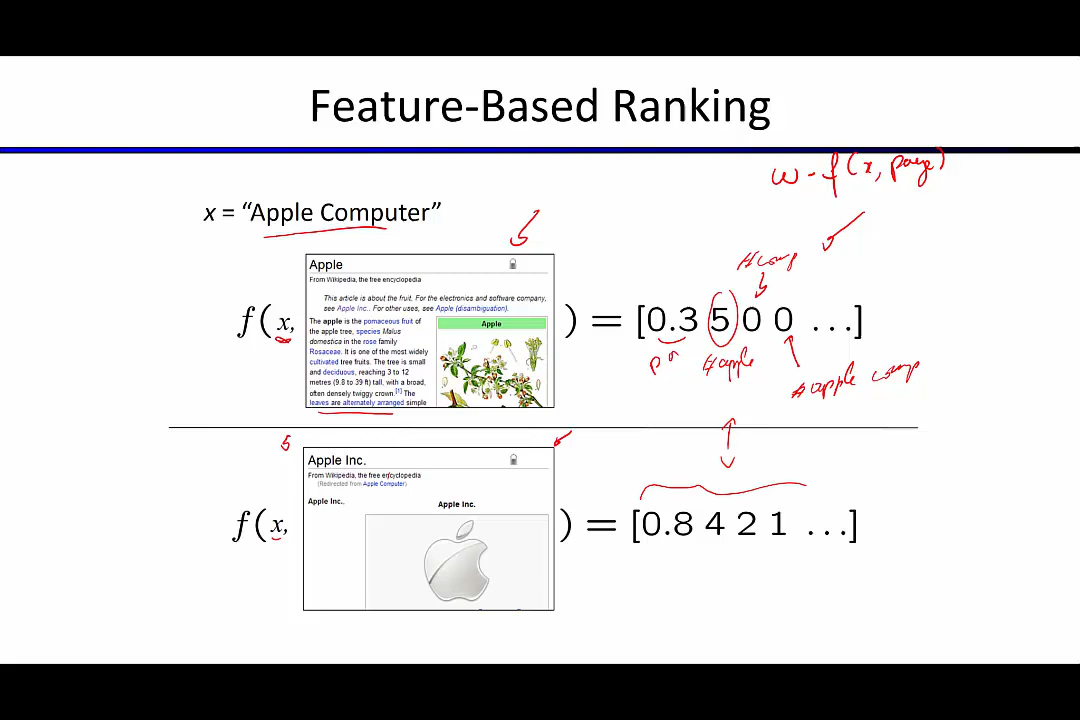 Feature-Based Ranking
w · f(x, page)
x = “Apple Computer”
# comp
Apple
From Wikipedia, the free encyclopedia
This article is about the fruit. For the electronics and software company,
see Apple Inc.. For other uses, see Apple (disambiguation).
The apple is the pomaceous fruit of
the apple tree, species Malus
domestica in the rose family
Rosaceae. It is one of the most widely
cultivated tree fruits. The tree is small
and deciduous, reaching 3 to 12
metres (9.8 to 39 ft) tall, with a broad,
often densely twiggy crown.[1] The
leaves are alternately arranged simple
Apple
f(x, ) = [0.3 5 0 0 ...]
# apple
# apple comp
5
Apple Inc.
From Wikipedia, the free encyclopedia
(Redirected from Apple Computer)
Apple Inc.
Apple Inc.
f(x, ) = [0.8 4 2 1 ...]